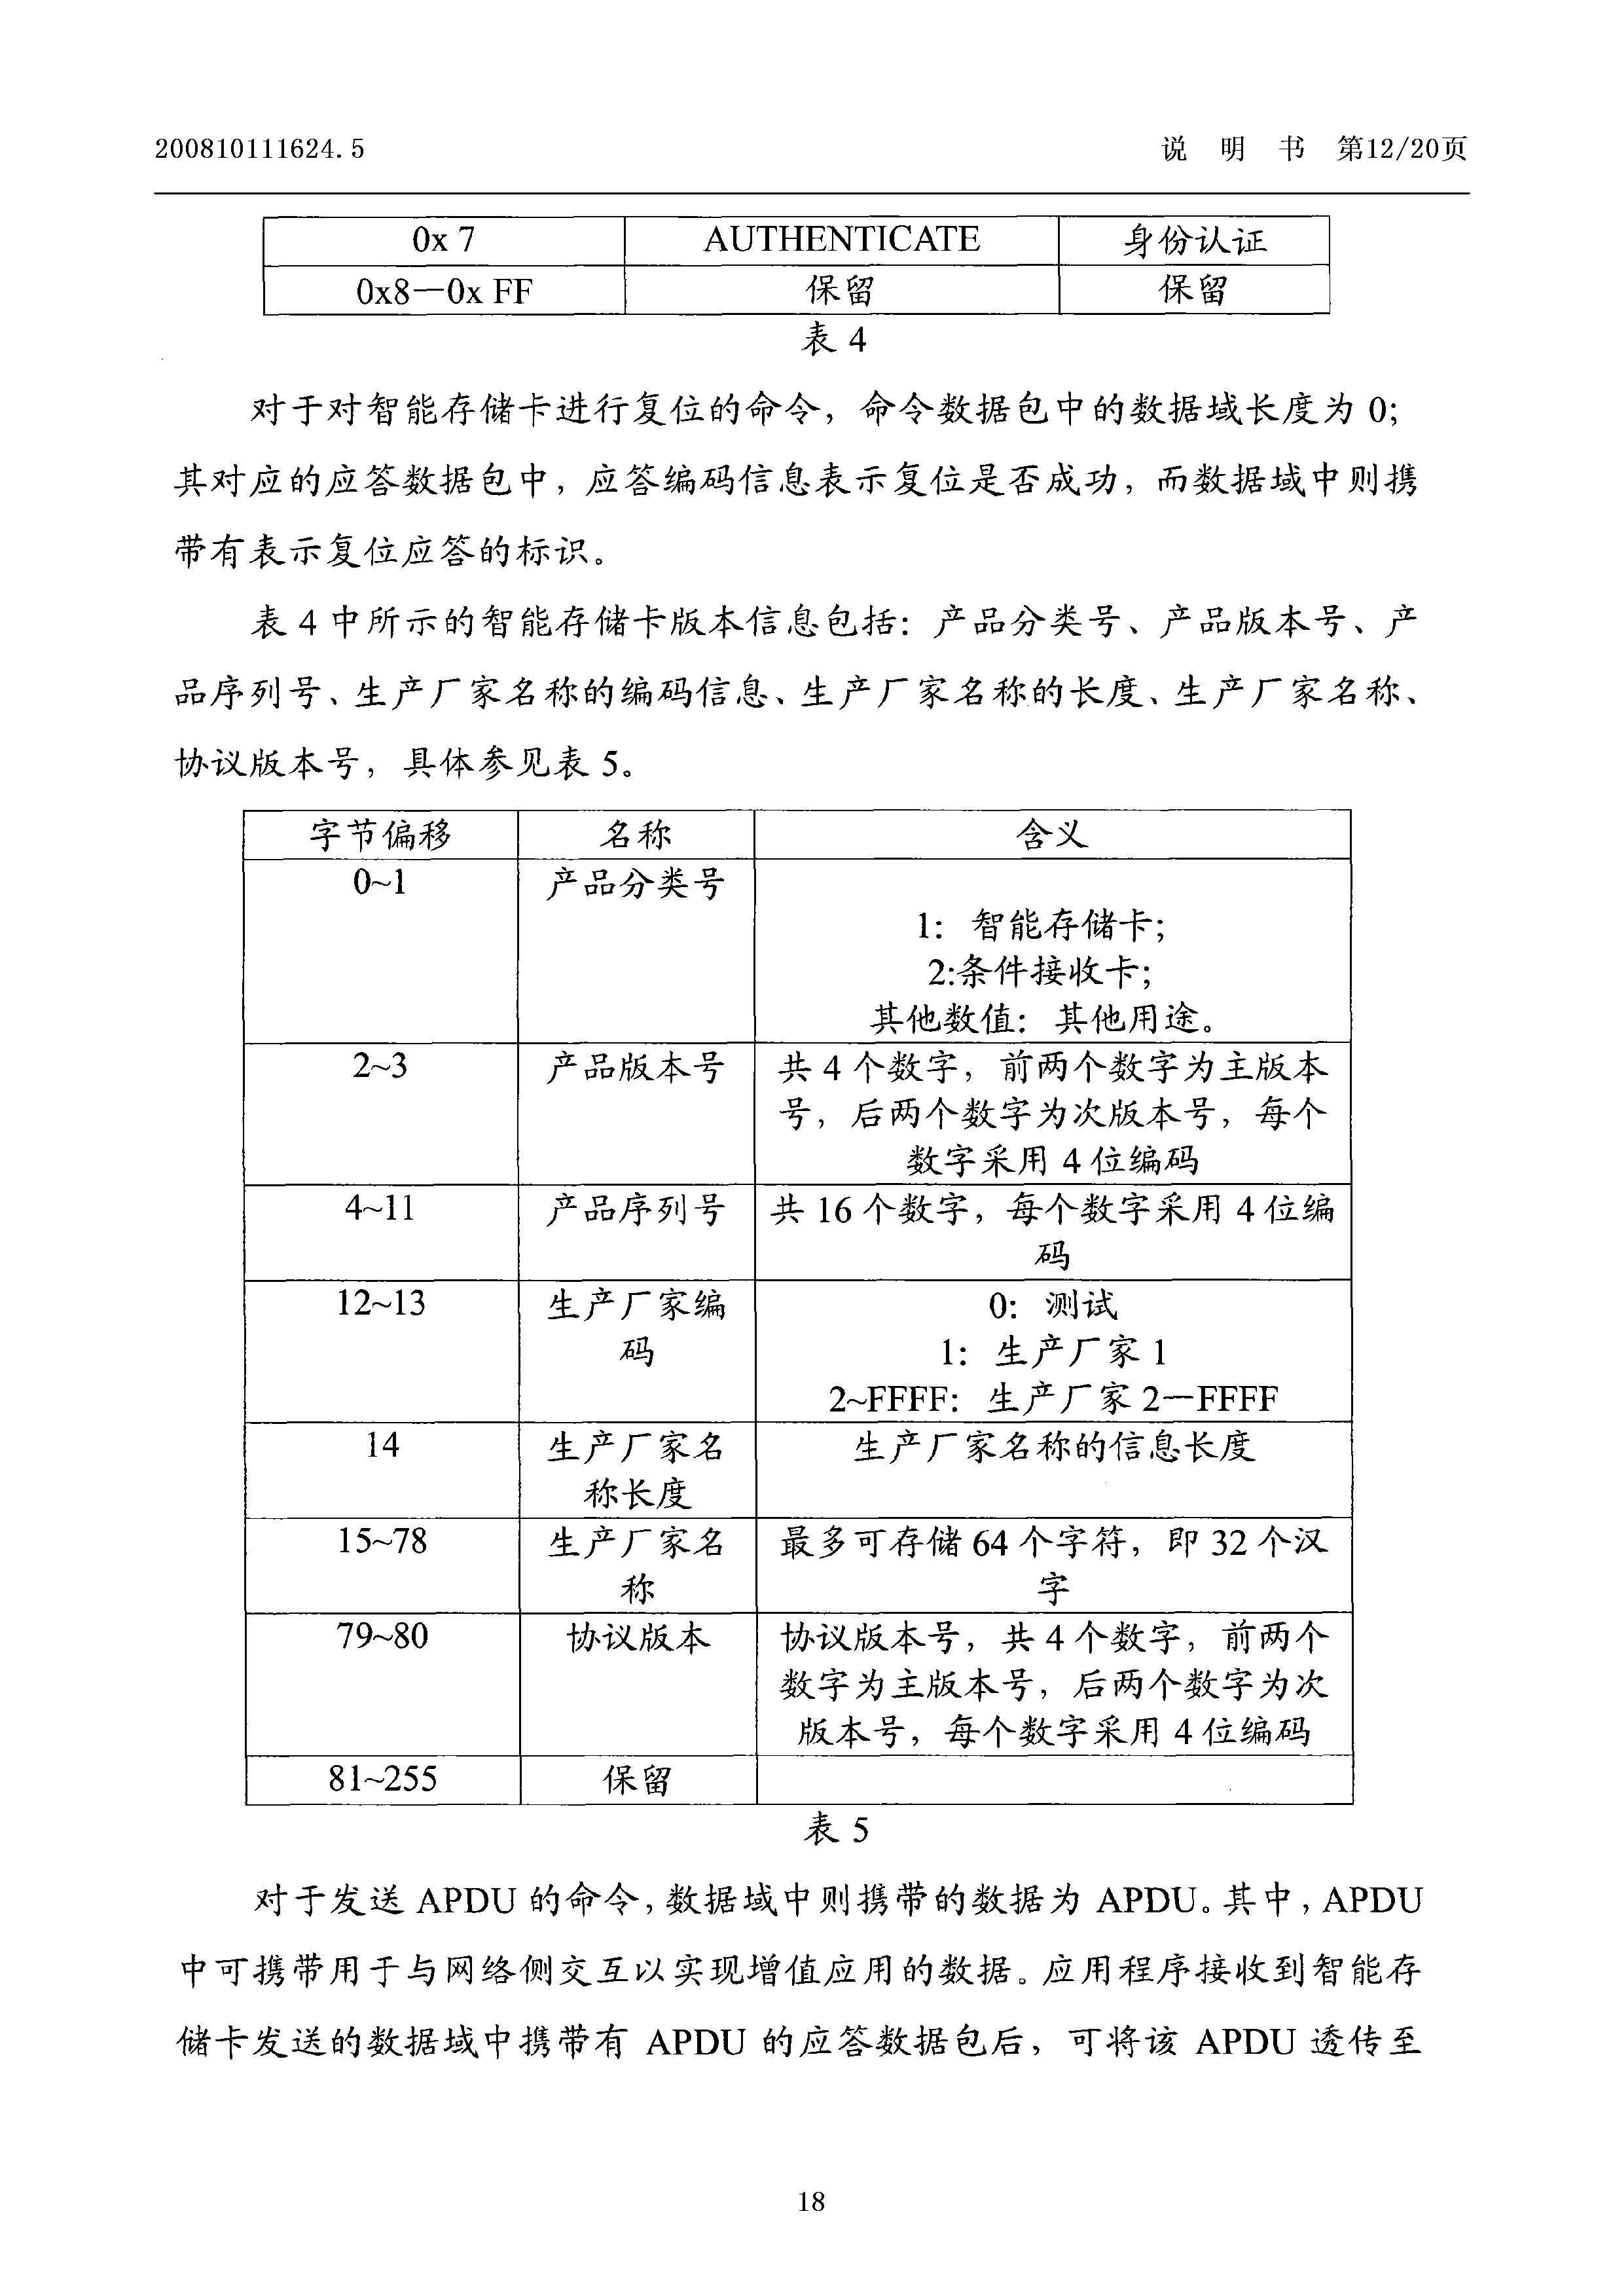 200810111624.5 说 明 书 第12/20页
0x 7 AUTHENTICATE 身份认证
0x8—0x FF 保留 保留
表 4
对于对智能存储卡进行复位的命令，命令数据包中的数据域长度为 0；
其对应的应答数据包中，应答编码信息表示复位是否成功，而数据域中则携
带有表示复位应答的标识。
表 4 中所示的智能存储卡版本信息包括：产品分类号、产品版本号、产
品序列号、生产厂家名称的编码信息、生产厂家名称的长度、生产厂家名称、
协议版本号，具体参见表 5。
字节偏移 名称 含义
0~1 产品分类号
1： 智能存储卡；
2:条件接收卡；
其他数值： 其他用途。
2~3 产品版本号 共 4 个数字，前两个数字为主版本
号，后两个数字为次版本号，每个
数字采用 4 位编码
4~11 产品序列号 共 16 个数字，每个数字采用 4 位编
码
12~13 生产厂家编 0： 测试
码 1： 生产厂家 1
2~FFFF： 生产厂家 2—FFFF
14 生产厂家名 生产厂家名称的信息长度
称长度
15~78 生产厂家名 最多可存储 64 个字符，即 32 个汉
称 字
79~80 协议版本 协议版本号，共 4 个数字，前两个
数字为主版本号，后两个数字为次
版本号，每个数字采用 4 位编码
81~255 保留
表 5
对于发送 APDU 的命令，数据域中则携带的数据为 APDU。其中，APDU
中可携带用于与网络侧交互以实现增值应用的数据。应用程序接收到智能存
储卡发送的数据域中携带有 APDU 的应答数据包后，可将该 APDU 透传至
18